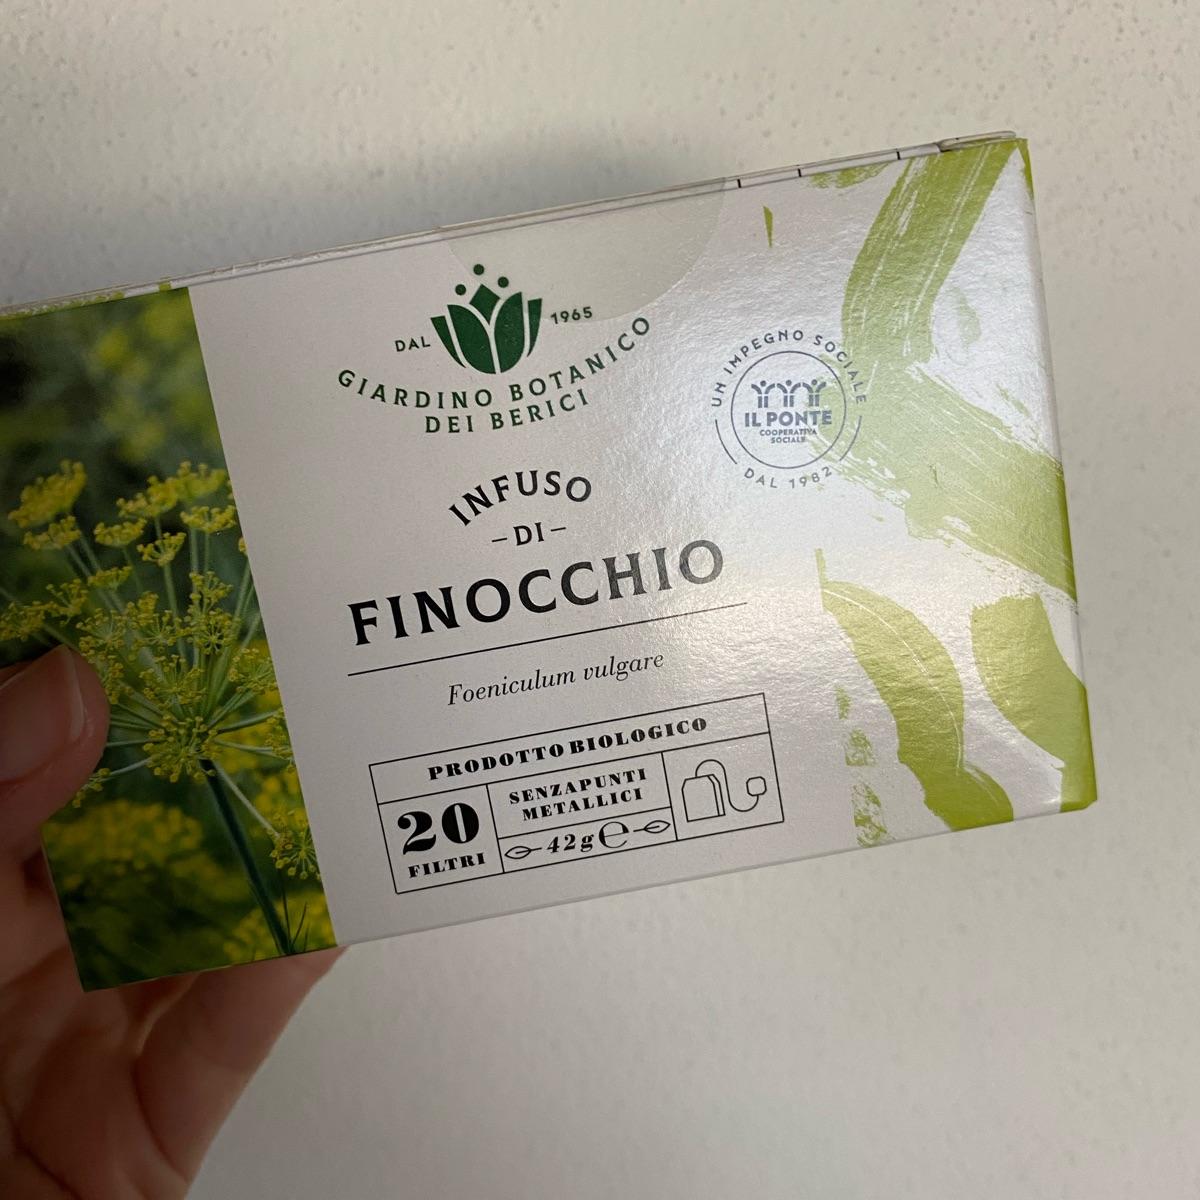 DAL 1965
GIARDINO BOTANICO
DEI BERICI
UN IMPEGNO SOCIALE
IL PONTE
COOPERATIVA
SOCIALE
DAL 1982
INFUSO
–DI–
FINOCCHIO
Foeniculum vulgare
PRODOTTO BIOLOGICO
20
FILTRI
SENZA PUNTI
METALLICI
42g ℮